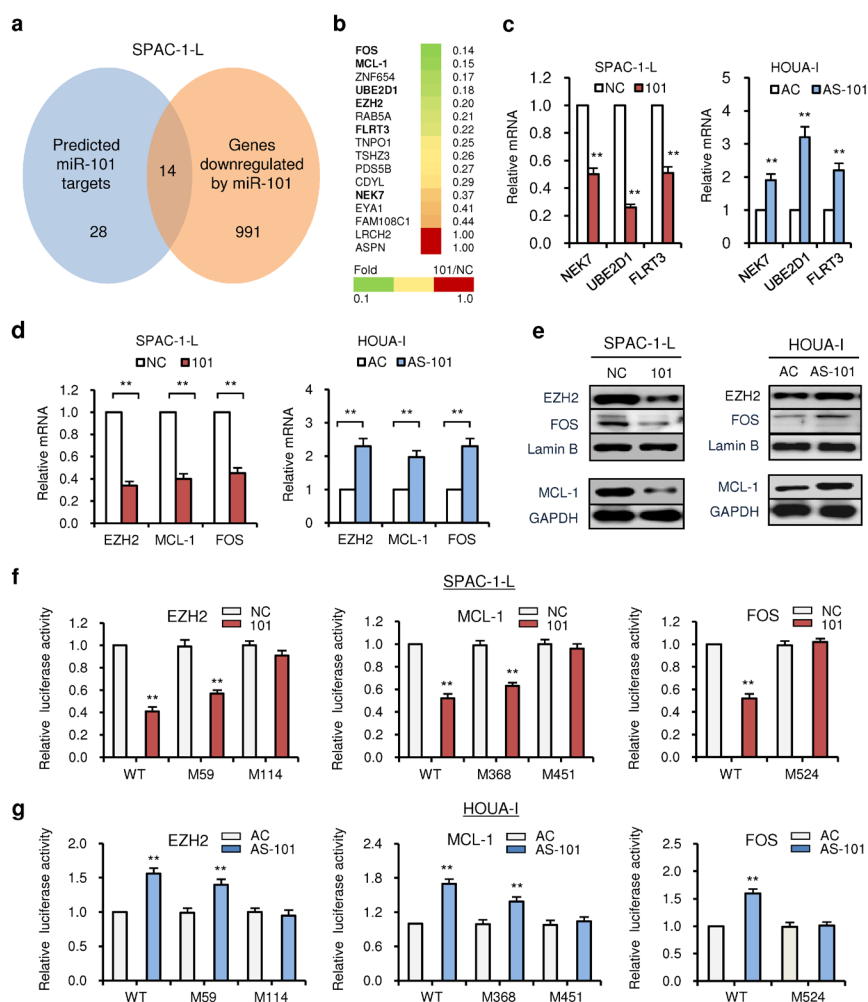 a
SPAC-1-L
Predicted
miR-101
targets
28
14
Genes
downregulated
by miR-101
991
b
FOS 0.14
MCL-1 0.15
ZNF654 0.17
UBE2D1 0.18
EZH2 0.20
RAB5A 0.21
FLRT3 0.22
TNPO1 0.25
TSHZ3 0.26
PDS5B 0.27
CDYL 0.29
NEK7 0.37
EYA1 0.41
FAM108C1 0.44
LRCH2 1.00
ASPN 1.00
Fold 101/NC
0.1 1.0
c
SPAC-1-L
NC 101
Relative mRNA
1.2
1.0
0.8
0.6
0.4
0.2
0.0
** ** **
NEK7 UBE2D1 FLRT3
HOUA-I
AC AS-101
Relative mRNA
5
4
3
2
1
0
** ** **
NEK7 UBE2D1 FLRT3
d
SPAC-1-L
NC 101
Relative mRNA
1.2
1.0
0.8
0.6
0.4
0.2
0.0
** ** **
EZH2 MCL-1 FOS
HOUA-I
AC AS-101
Relative mRNA
4
3
2
1
0
** ** **
EZH2 MCL-1 FOS
e
SPAC-1-L
NC 101
EZH2
FOS
Lamin B
MCL-1
GAPDH
HOUA-I
AC AS-101
EZH2
FOS
Lamin B
MCL-1
GAPDH
f
SPAC-1-L
EZH2
NC
101
Relative luciferase activity
1.2
1.0
0.8
0.6
0.4
0.2
0.0
** **
WT M59 M114
MCL-1
NC
101
Relative luciferase activity
1.2
1.0
0.8
0.6
0.4
0.2
0.0
** **
WT M368 M451
FOS
NC
101
Relative luciferase activity
1.2
1.0
0.8
0.6
0.4
0.2
0.0
**
WT M524
g
HOUA-I
EZH2
AC
AS-101
Relative luciferase activity
2.0
1.5
1.0
0.5
0.0
** **
WT M59 M114
MCL-1
AC
AS-101
Relative luciferase activity
2.4
1.8
1.2
0.6
0.0
** **
WT M368 M451
FOS
AC
AS-101
Relative luciferase activity
2.5
2.0
1.5
1.0
0.5
0.0
**
WT M524